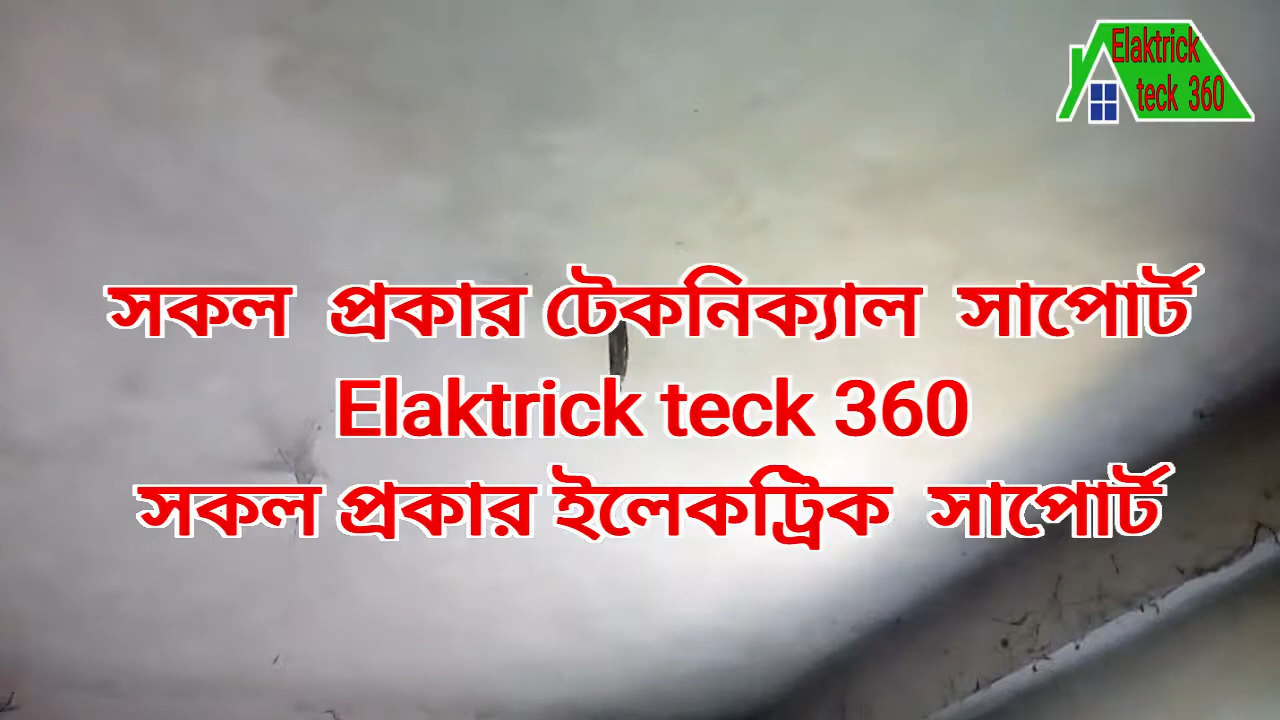 Elaktrick
teck 360
সকল প্রকার টেকনিক্যাল সাপোর্ট
Elaktrick teck 360
সকল প্রকার ইলেকট্রিক সাপোর্ট